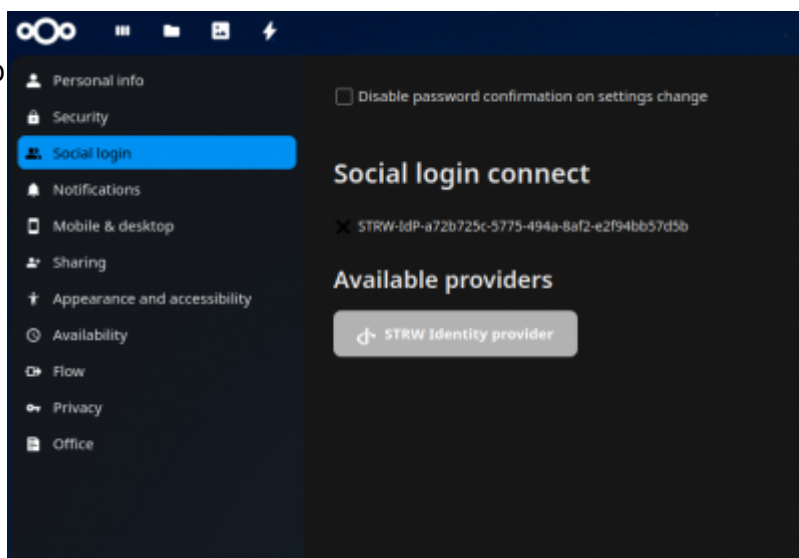 Personal info
Security
Social login
Notifications
Mobile & desktop
Sharing
Appearance and accessibility
Availability
Flow
Privacy
Office
Disable password confirmation on settings change
Social login connect
STRW-IdP-a72b725c-5775-494a-8af2-e2f94bb57d5b
Available providers
STRW Identity provider